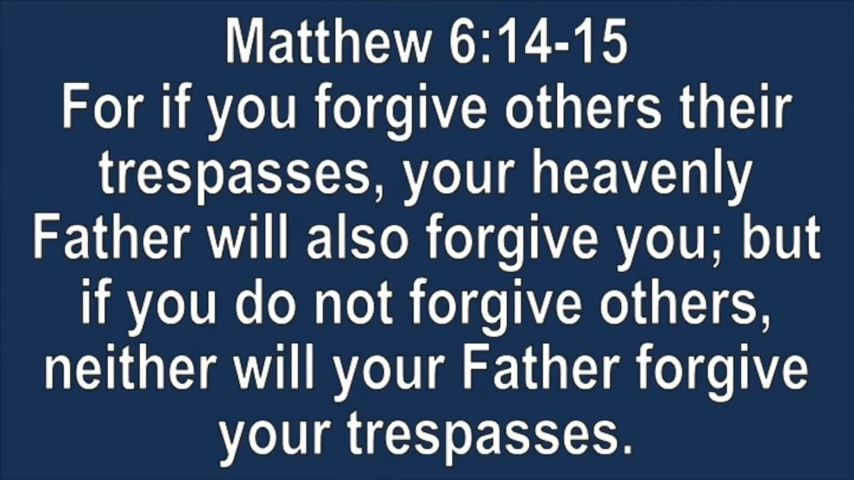 Matthew 6:14-15
For if you forgive others their
trespasses, your heavenly
Father will also forgive you; but
if you do not forgive others,
neither will your Father forgive
your trespasses.